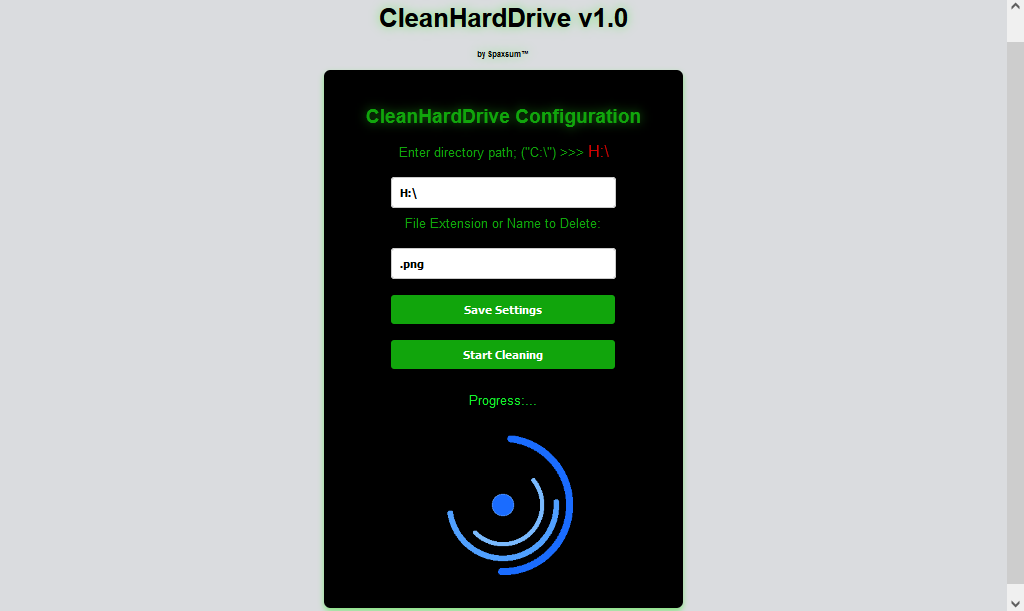 CleanHardDrive v1.0
by $paxsum™
CleanHardDrive Configuration
Enter directory path; ("C:\") >>> H:\
H:\
File Extension or Name to Delete:
.png
Save Settings
Start Cleaning
Progress:...